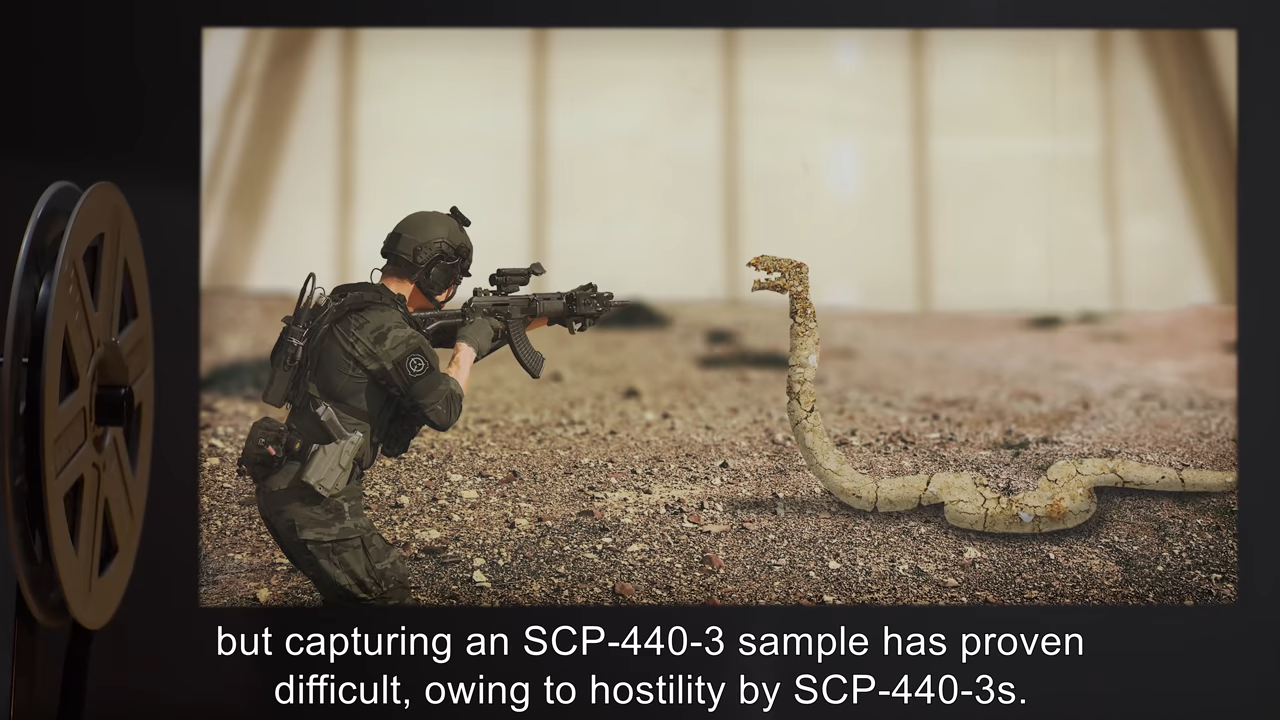 but capturing an SCP-440-3 sample has proven
difficult, owing to hostility by SCP-440-3s.